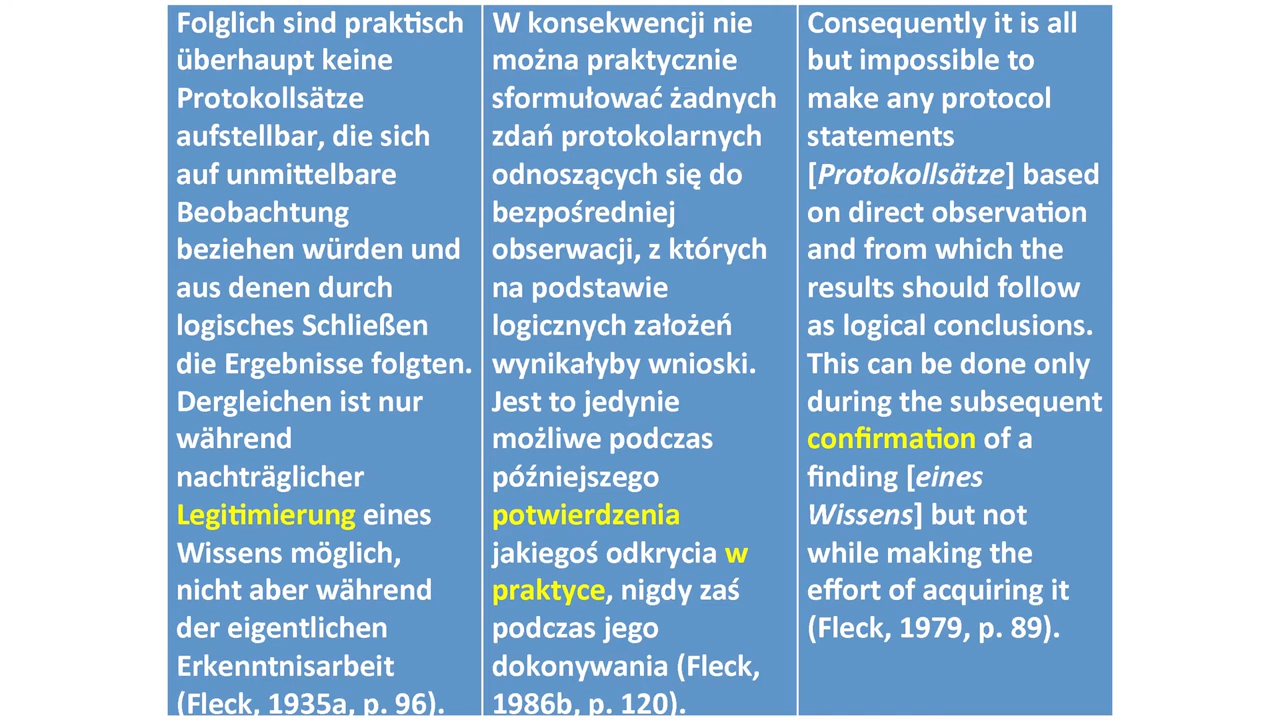 Folglich sind praktisch
überhaupt keine
Protokollsätze
aufstellbar, die sich
auf unmittelbare
Beobachtung
beziehen würden und
aus denen durch
logisches Schließen
die Ergebnisse folgten.
Dergleichen ist nur
während
nachträglicher
Legitimierung eines
Wissens möglich,
nicht aber während
der eigentlichen
Erkenntnisarbeit
(Fleck, 1935a, p. 96).
W konsekwencji nie
można praktycznie
sformułować żadnych
zdań protokolarnych
odnoszących się do
bezpośredniej
obserwacji, z których
na podstawie
logicznych założeń
wynikałyby wnioski.
Jest to jedynie
możliwe podczas
późniejszego
potwierdzenia
jakiegoś odkrycia w
praktyce, nigdy zaś
podczas jego
dokonywania (Fleck,
1986b, p. 120).
Consequently it is all
but impossible to
make any protocol
statements
[Protokollsätze] based
on direct observation
and from which the
results should follow
as logical conclusions.
This can be done only
during the subsequent
confirmation of a
finding [eines
Wissens] but not
while making the
effort of acquiring it
(Fleck, 1979, p. 89).